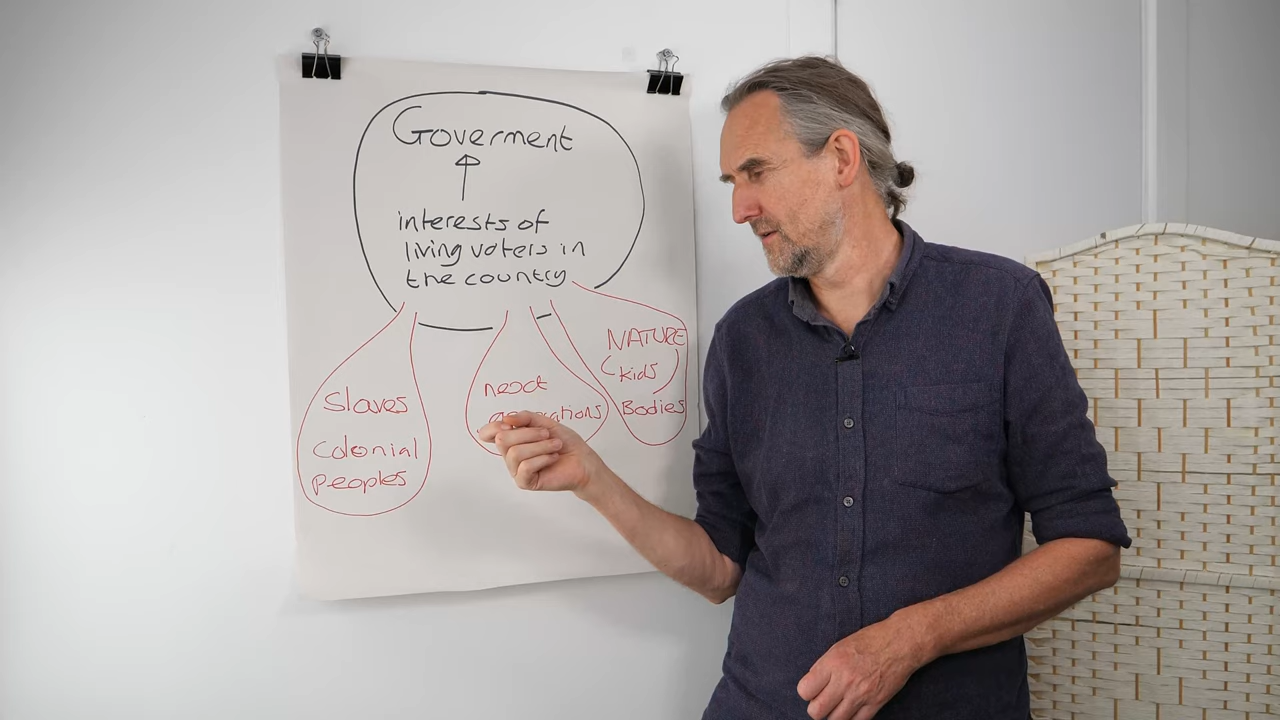 Goverment
interests of
living voters in
the country
Slaves
Colonial
Peoples
next
NATURE
Kids
Bodies